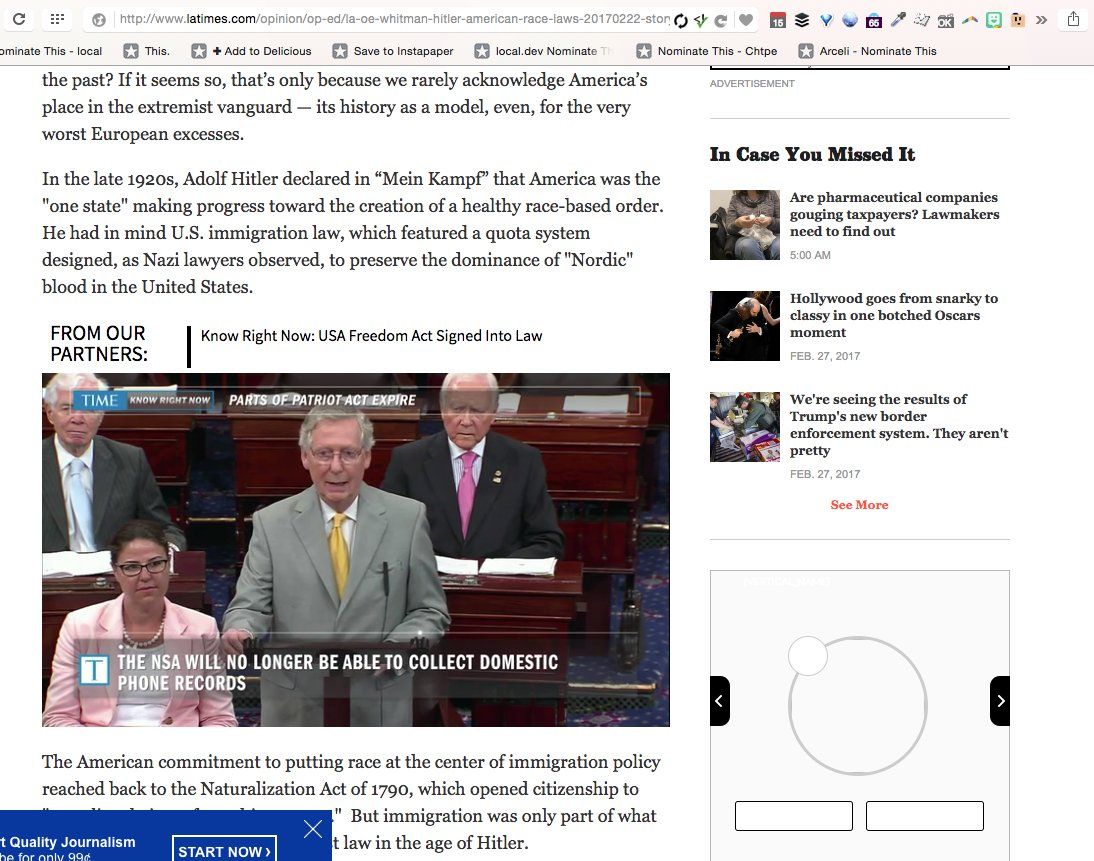 http://www.latimes.com/opinion/op-ed/la-oe-whitman-hitler-american-race-laws-20170222-story
15
65
OK
ominate This - local
This.
+ Add to Delicious
Save to Instapaper
local.dev Nominate Th
Nominate This - Chtpe
Arceli - Nominate This
the past? If it seems so, that’s only because we rarely acknowledge America’s
place in the extremist vanguard — its history as a model, even, for the very
worst European excesses.
In the late 1920s, Adolf Hitler declared in “Mein Kampf” that America was the
"one state" making progress toward the creation of a healthy race-based order.
He had in mind U.S. immigration law, which featured a quota system
designed, as Nazi lawyers observed, to preserve the dominance of "Nordic"
blood in the United States.
FROM OUR
PARTNERS:
Know Right Now: USA Freedom Act Signed Into Law
TIME KNOW RIGHT NOW PARTS OF PATRIOT ACT EXPIRE
T
THE NSA WILL NO LONGER BE ABLE TO COLLECT DOMESTIC
PHONE RECORDS
The American commitment to putting race at the center of immigration policy
reached back to the Naturalization Act of 1790, which opened citizenship to
" But immigration was only part of what
t law in the age of Hitler.
rt Quality Journalism
be for only 99¢
START NOW ›
ADVERTISEMENT
In Case You Missed It
Are pharmaceutical companies
gouging taxpayers? Lawmakers
need to find out
5:00 AM
Hollywood goes from snarky to
classy in one botched Oscars
moment
FEB. 27, 2017
We're seeing the results of
Trump's new border
enforcement system. They aren't
pretty
FEB. 27, 2017
See More